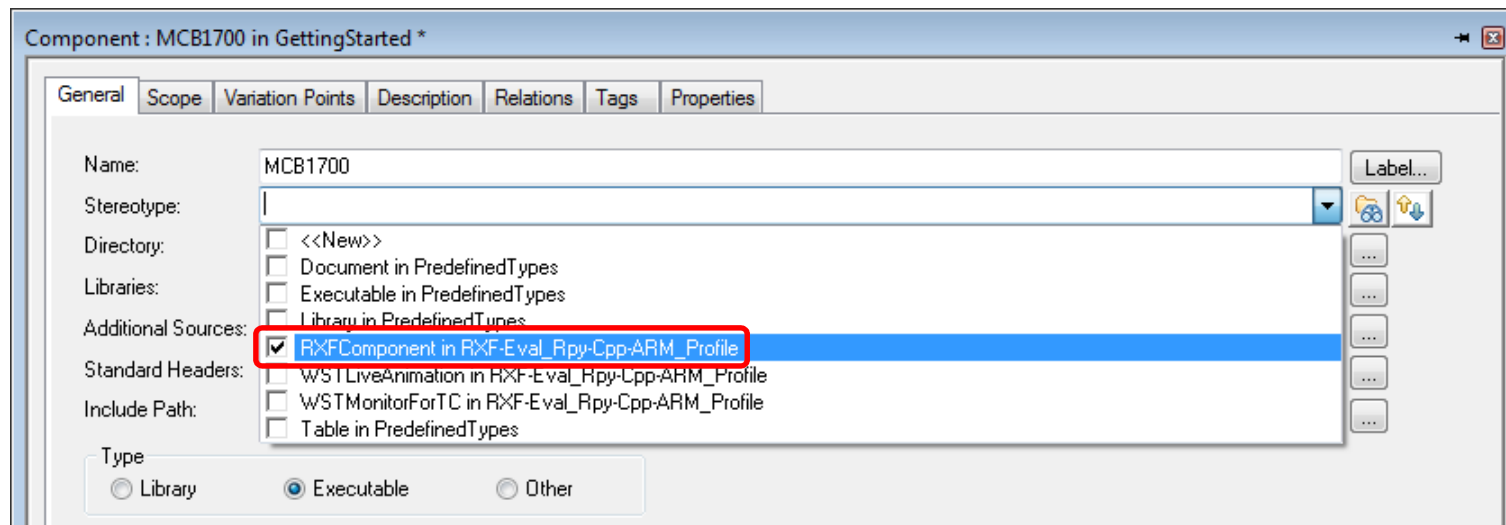 Component : MCB1700 in GettingStarted *
General Scope Variation Points Description Relations Tags Properties
Name: MCB1700 Label...
Stereotype:
Directory: <<New>> ...
Document in PredefinedTypes
Libraries: Executable in PredefinedTypes ...
Additional Sources: Library in PredefinedTypes ...
RXFComponent in RXF-Eval_Rpy-Cpp-ARM_Profile
Standard Headers: WSTLiveAnimation in RXF-Eval_Rpy-Cpp-ARM_Profile ...
Include Path: WSTMonitorForTC in RXF-Eval_Rpy-Cpp-ARM_Profile ...
Table in PredefinedTypes
Type
Library Executable Other